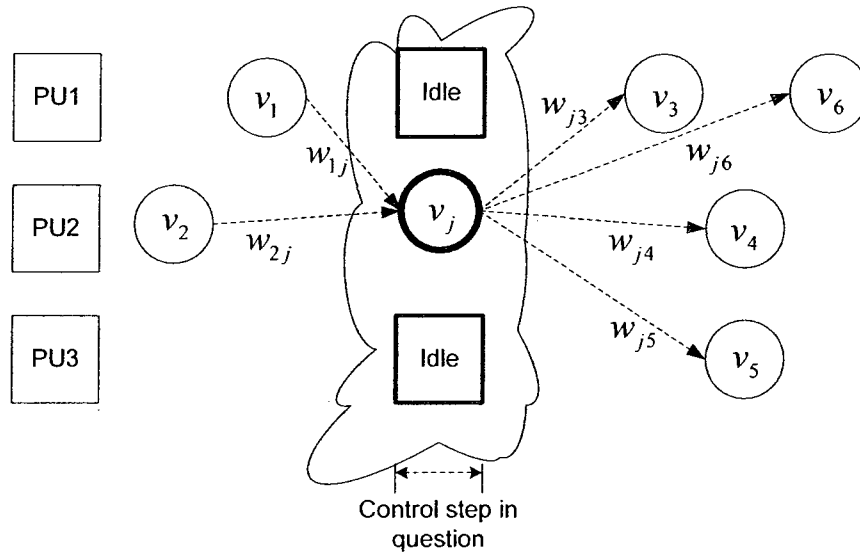 PU1
v1
Idle
v3
v6
wj3
w1j
wj6
PU2
v2
vj
v4
w2j
wj4
PU3
Idle
wj5
v5
Control step in
question